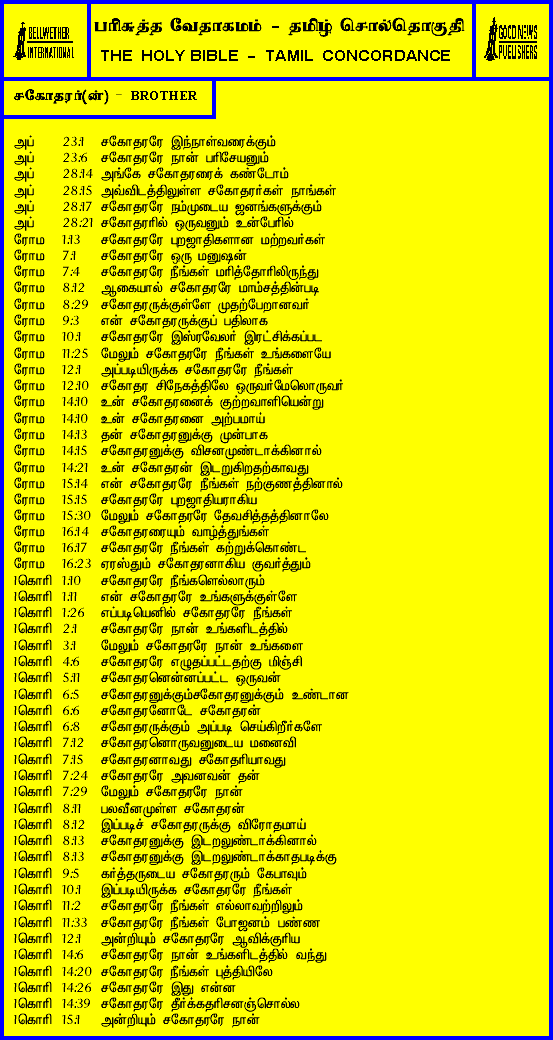 BELLWETHER
INTERNATIONAL
பரிசுத்த வேதாகமம் - தமிழ் சொல்தொகுதி
THE HOLY BIBLE - TAMIL CONCORDANCE
GOOD NEWS
PUBLISHERS
சகோதரர்(ன்) - BROTHER
அப் 23:1 சகோதரரே இந்நாள்வரைக்கும்
அப் 23:6 சகோதரரே நான் பரிசேயனும்
அப் 28:14 அங்கே சகோதரரைக் கண்டோம்
அப் 28:15 அவ்விடத்திலுள்ள சகோதரர்கள் நாங்கள்
அப் 28:17 சகோதரரே நம்முடைய ஜனங்களுக்கும்
அப் 28:21 சகோதரரில் ஒருவனும் உன்பேரில்
ரோம 1:13 சகோதரரே புறஜாதிகளான மற்றவர்கள்
ரோம 7:1 சகோதரரே ஒரு மனுஷன்
ரோம 7:4 சகோதரரே நீங்கள் மரித்தோரிலிருந்து
ரோம 8:12 ஆகையால் சகோதரரே மாம்சத்தின்படி
ரோம 8:29 சகோதரருக்குள்ளே முதற்பேறானவர்
ரோம 9:3 என் சகோதரருக்குப் பதிலாக
ரோம 10:1 சகோதரரே இஸ்ரவேலர் இரட்சிக்கப்பட
ரோம 11:25 மேலும் சகோதரரே நீங்கள் உங்களையே
ரோம 12:1 அப்படியிருக்க சகோதரரே நீங்கள்
ரோம 12:10 சகோதர சிநேகத்திலே ஒருவர்மேலொருவர்
ரோம 14:10 உன் சகோதரனைக் குற்றவாளியென்று
ரோம 14:10 உன் சகோதரனை அற்பமாய்
ரோம 14:13 தன் சகோதரனுக்கு முன்பாக
ரோம 14:15 சகோதரனுக்கு விசனமுண்டாக்கினால்
ரோம 14:21 உன் சகோதரன் இடறுகிறதற்காவது
ரோம 15:14 என் சகோதரரே நீங்கள் நற்குணத்தினால்
ரோம 15:15 சகோதரரே புறஜாதியராகிய
ரோம 15:30 மேலும் சகோதரரே தேவசித்தத்தினாலே
ரோம 16:14 சகோதரரையும் வாழ்த்துங்கள்
ரோம 16:17 சகோதரரே நீங்கள் கற்றுக்கொண்ட
ரோம 16:23 ஏரஸ்தும் சகோதரனாகிய குவர்த்தும்
1கொரி 1:10 சகோதரரே நீங்களெல்லாரும்
1கொரி 1:11 என் சகோதரரே உங்களுக்குள்ளே
1கொரி 1:26 எப்படியெனில் சகோதரரே நீங்கள்
1கொரி 2:1 சகோதரரே நான் உங்களிடத்தில்
1கொரி 3:1 மேலும் சகோதரரே நான் உங்களை
1கொரி 4:6 சகோதரரே எழுதப்பட்டதற்கு மிஞ்சி
1கொரி 5:11 சகோதரனென்னப்பட்ட ஒருவன்
1கொரி 6:5 சகோதரனுக்கும்சகோதரனுக்கும் உண்டான
1கொரி 6:6 சகோதரனோடே சகோதரன்
1கொரி 6:8 சகோதரருக்கும் அப்படி செய்கிறீர்களே
1கொரி 7:12 சகோதரனொருவனுடைய மனைவி
1கொரி 7:15 சகோதரனாவது சகோதரியாவது
1கொரி 7:24 சகோதரரே அவனவன் தன்
1கொரி 7:29 மேலும் சகோதரரே நான்
1கொரி 8:11 பலவீனமுள்ள சகோதரன்
1கொரி 8:12 இப்படிச் சகோதரருக்கு விரோதமாய்
1கொரி 8:13 சகோதரனுக்கு இடறலுண்டாக்கினால்
1கொரி 8:13 சகோதரனுக்கு இடறலுண்டாக்காதபடிக்கு
1கொரி 9:5 கர்த்தருடைய சகோதரரும் கேபாவும்
1கொரி 10:1 இப்படியிருக்க சகோதரரே நீங்கள்
1கொரி 11:2 சகோதரரே நீங்கள் எல்லாவற்றிலும்
1கொரி 11:33 சகோதரரே நீங்கள் போஜனம் பண்ண
1கொரி 12:1 அன்றியும் சகோதரரே ஆவிக்குரிய
1கொரி 14:6 சகோதரரே நான் உங்களிடத்தில் வந்து
1கொரி 14:20 சகோதரரே நீங்கள் புத்தியிலே
1கொரி 14:26 சகோதரரே இது என்ன
1கொரி 14:39 சகோதரரே தீர்க்கதரிசனஞ்சொல்ல
1கொரி 15:1 அன்றியும் சகோதரரே நான்